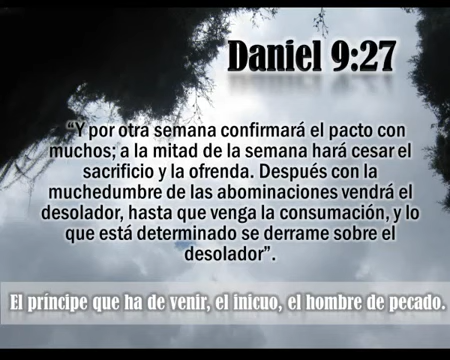 Daniel 9:27
“Y por otra semana confirmará el pacto con
muchos; a la mitad de la semana hará cesar el
sacrificio y la ofrenda. Después con la
muchedumbre de las abominaciones vendrá el
desolador, hasta que venga la consumación, y lo
que está determinado se derrame sobre el
desolador”.
El príncipe que ha de venir, el inicuo, el hombre de pecado.